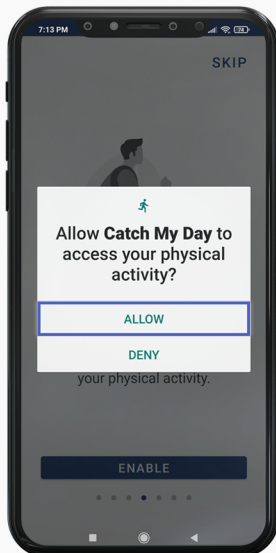 7:13 PM
74
SKIP
Allow Catch My Day to
access your physical
activity?
ALLOW
DENY
your physical activity.
ENABLE